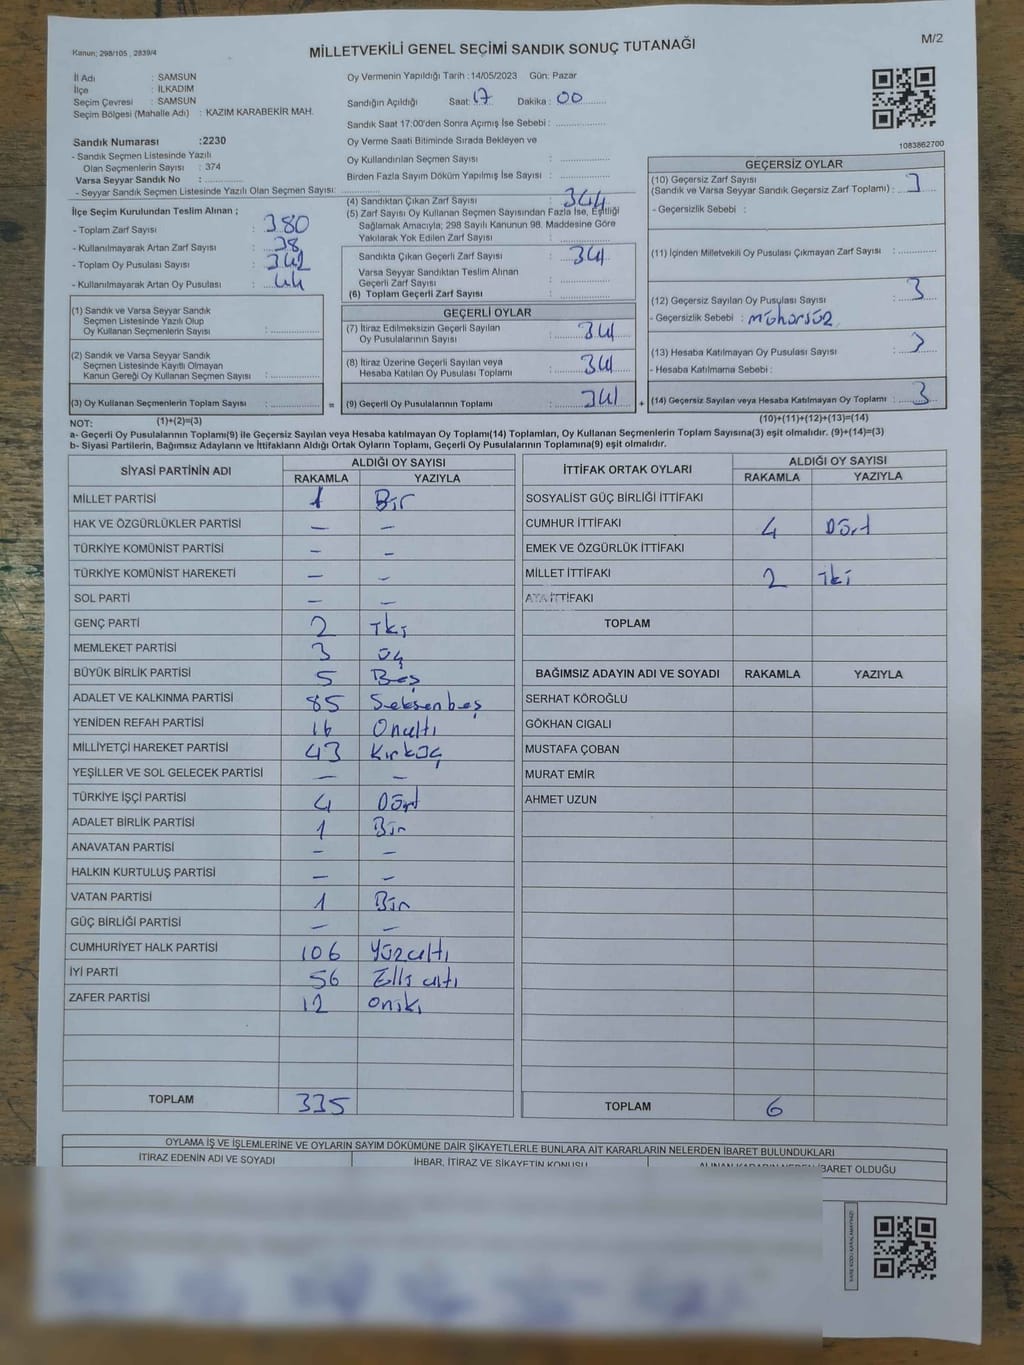 Kanun; 298/105 , 2839/4
MİLLETVEKİLİ GENEL SEÇİMİ SANDIK SONUÇ TUTANAĞI
M/2
İl Adı : SAMSUN
İlçe : İLKADIM
Seçim Çevresi : SAMSUN
Seçim Bölgesi (Mahalle Adı) : KAZIM KARABEKİR MAH.
Oy Vermenin Yapıldığı Tarih :14/05/2023 Gün: Pazar
Sandığın Açıldığı Saat: 17 Dakika : 00
Sandık Saat 17:00'den Sonra Açımış İse Sebebi :
Oy Verme Saati Bitiminde Sırada Bekleyen ve
Oy Kullandırılan Seçmen Sayısı :
Birden Fazla Sayım Döküm Yapılmış İse Sayısı :
1083862700
Sandık Numarası :2230
- Sandık Seçmen Listesinde Yazılı
Olan Seçmenlerin Sayısı : 374
Varsa Seyyar Sandık No :
- Seyyar Sandık Seçmen Listesinde Yazılı Olan Seçmen Sayısı:
İlçe Seçim Kurulundan Teslim Alınan ;
- Toplam Zarf Sayısı : 380
- Kullanılmayarak Artan Zarf Sayısı : 38
- Toplam Oy Pusulası Sayısı : 342
- Kullanılmayarak Artan Oy Pusulası : 44
(4) Sandıktan Çıkan Zarf Sayısı : 344
(5) Zarf Sayısı Oy Kullanan Seçmen Sayısından Fazla İse, Eşitliği
Sağlamak Amacıyla; 298 Sayılı Kanunun 98. Maddesine Göre
Yakılarak Yok Edilen Zarf Sayısı :
Sandıkta Çıkan Geçerli Zarf Sayısı : 341
Varsa Seyyar Sandıktan Teslim Alınan
Geçerli Zarf Sayısı :
(6) Toplam Geçerli Zarf Sayısı :
GEÇERSİZ OYLAR
(10) Geçersiz Zarf Sayısı
(Sandık ve Varsa Seyyar Sandık Geçersiz Zarf Toplamı) : 3
- Geçersizlik Sebebi :
(11) İçinden Milletvekili Oy Pusulası Çıkmayan Zarf Sayısı :
(12) Geçersiz Sayılan Oy Pusulası Sayısı : 3
- Geçersizlik Sebebi : mühürsüz
(13) Hesaba Katılmayan Oy Pusulası Sayısı : 3
- Hesaba Katılmama Sebebi :
(14) Geçersiz Sayılan veya Hesaba Katılmayan Oy Toplamı : 3
(1) Sandık ve Varsa Seyyar Sandık
Seçmen Listesinde Yazılı Olup
Oy Kullanan Seçmenlerin Sayısı :
(2) Sandık ve Varsa Seyyar Sandık
Seçmen Listesinde Kayıtlı Olmayan
Kanun Gereği Oy Kullanan Seçmen Sayısı :
(3) Oy Kullanan Seçmenlerin Toplam Sayısı : =
GEÇERLİ OYLAR
(7) İtiraz Edilmeksizin Geçerli Sayılan
Oy Pusulalarının Sayısı : 341
(8) İtiraz Üzerine Geçerli Sayılan veya
Hesaba Katılan Oy Pusulası Toplamı : 341
(9) Geçerli Oy Pusulalarının Toplamı : 341 +
NOT: (1)+(2)=(3) (10)+(11)+(12)+(13)=(14)
a- Geçerli Oy Pusulalarının Toplamı(9) ile Geçersiz Sayılan veya Hesaba katılmayan Oy Toplamı(14) Toplamları, Oy Kullanan Seçmenlerin Toplam Sayısına(3) eşit olmalıdır. (9)+(14)=(3)
b- Siyasi Partilerin, Bağımsız Adayların ve İttifakların Aldığı Ortak Oyların Toplamı, Geçerli Oy Pusulalarının Toplamına(9) eşit olmalıdır.
SİYASİ PARTİNİN ADI ALDIĞI OY SAYISI
RAKAMLA YAZIYLA
MİLLET PARTİSİ 1 Bir
HAK VE ÖZGÜRLÜKLER PARTİSİ — —
TÜRKİYE KOMÜNİST PARTİSİ — —
TÜRKİYE KOMÜNİST HAREKETİ — —
SOL PARTİ — —
GENÇ PARTİ 2 İki
MEMLEKET PARTİSİ 3 Üç
BÜYÜK BİRLİK PARTİSİ 5 Beş
ADALET VE KALKINMA PARTİSİ 85 Seksenbeş
YENİDEN REFAH PARTİSİ 16 Onaltı
MİLLİYETÇİ HAREKET PARTİSİ 43 Kırküç
YEŞİLLER VE SOL GELECEK PARTİSİ — —
TÜRKİYE İŞÇİ PARTİSİ 4 Dört
ADALET BİRLİK PARTİSİ 1 Bir
ANAVATAN PARTİSİ — —
HALKIN KURTULUŞ PARTİSİ — —
VATAN PARTİSİ 1 Bir
GÜÇ BİRLİĞİ PARTİSİ — —
CUMHURİYET HALK PARTİSİ 106 Yüzaltı
İYİ PARTİ 56 Elli altı
ZAFER PARTİSİ 12 oniki
TOPLAM 335
İTTİFAK ORTAK OYLARI ALDIĞI OY SAYISI
RAKAMLA YAZIYLA
SOSYALİST GÜÇ BİRLİĞİ İTTİFAKI
CUMHUR İTTİFAKI 4 Dört
EMEK VE ÖZGÜRLÜK İTTİFAKI
MİLLET İTTİFAKI 2 İki
ATA İTTİFAKI
TOPLAM
BAĞIMSIZ ADAYIN ADI VE SOYADI RAKAMLA YAZIYLA
SERHAT KÖROĞLU
GÖKHAN CIGALI
MUSTAFA ÇOBAN
MURAT EMİR
AHMET UZUN
TOPLAM 6
OYLAMA İŞ VE İŞLEMLERİNE VE OYLARIN SAYIM DÖKÜMÜNE DAİR ŞİKAYETLERLE BUNLARA AİT KARARLARIN NELERDEN İBARET BULUNDUKLARI
İTİRAZ EDENİN ADI VE SOYADI
İHBAR, İTİRAZ VE ŞİKAYETİN KONUSU
ALINAN KARARIN NEDEN İBARET OLDUĞU